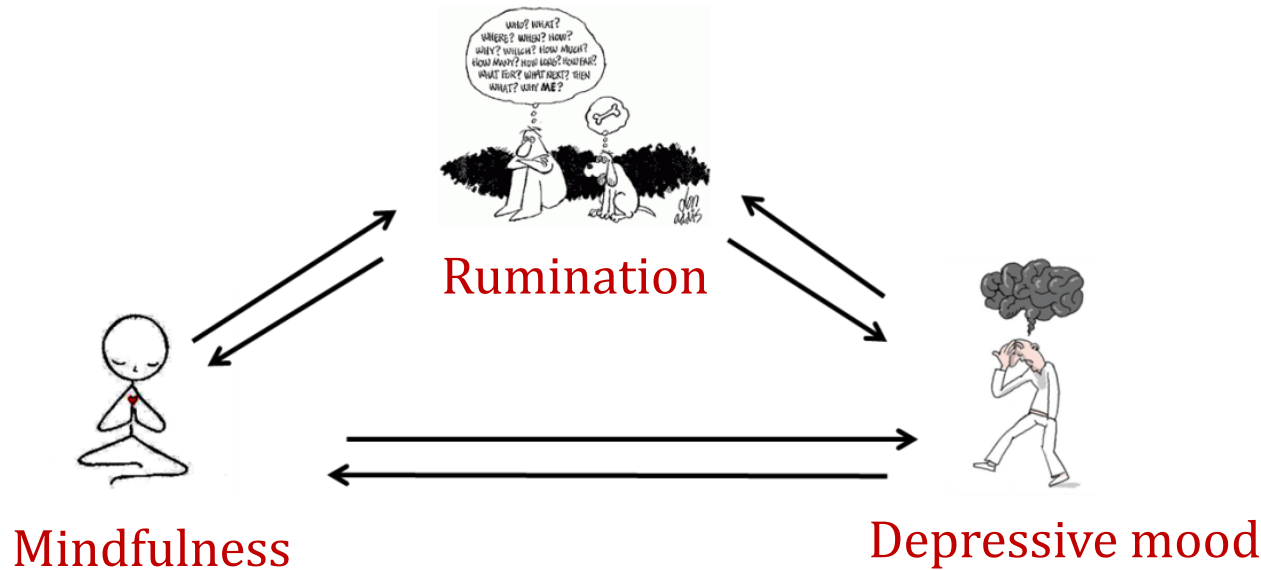 WHO? WHAT?
WHERE? WHEN? HOW?
WHY? WHICH? HOW MUCH?
HOW MANY? HOW LONG? HOW FAR?
WHAT FOR? WHAT NEXT? THEN
WHAT? WHY ME?
Rumination
Mindfulness
Depressive mood